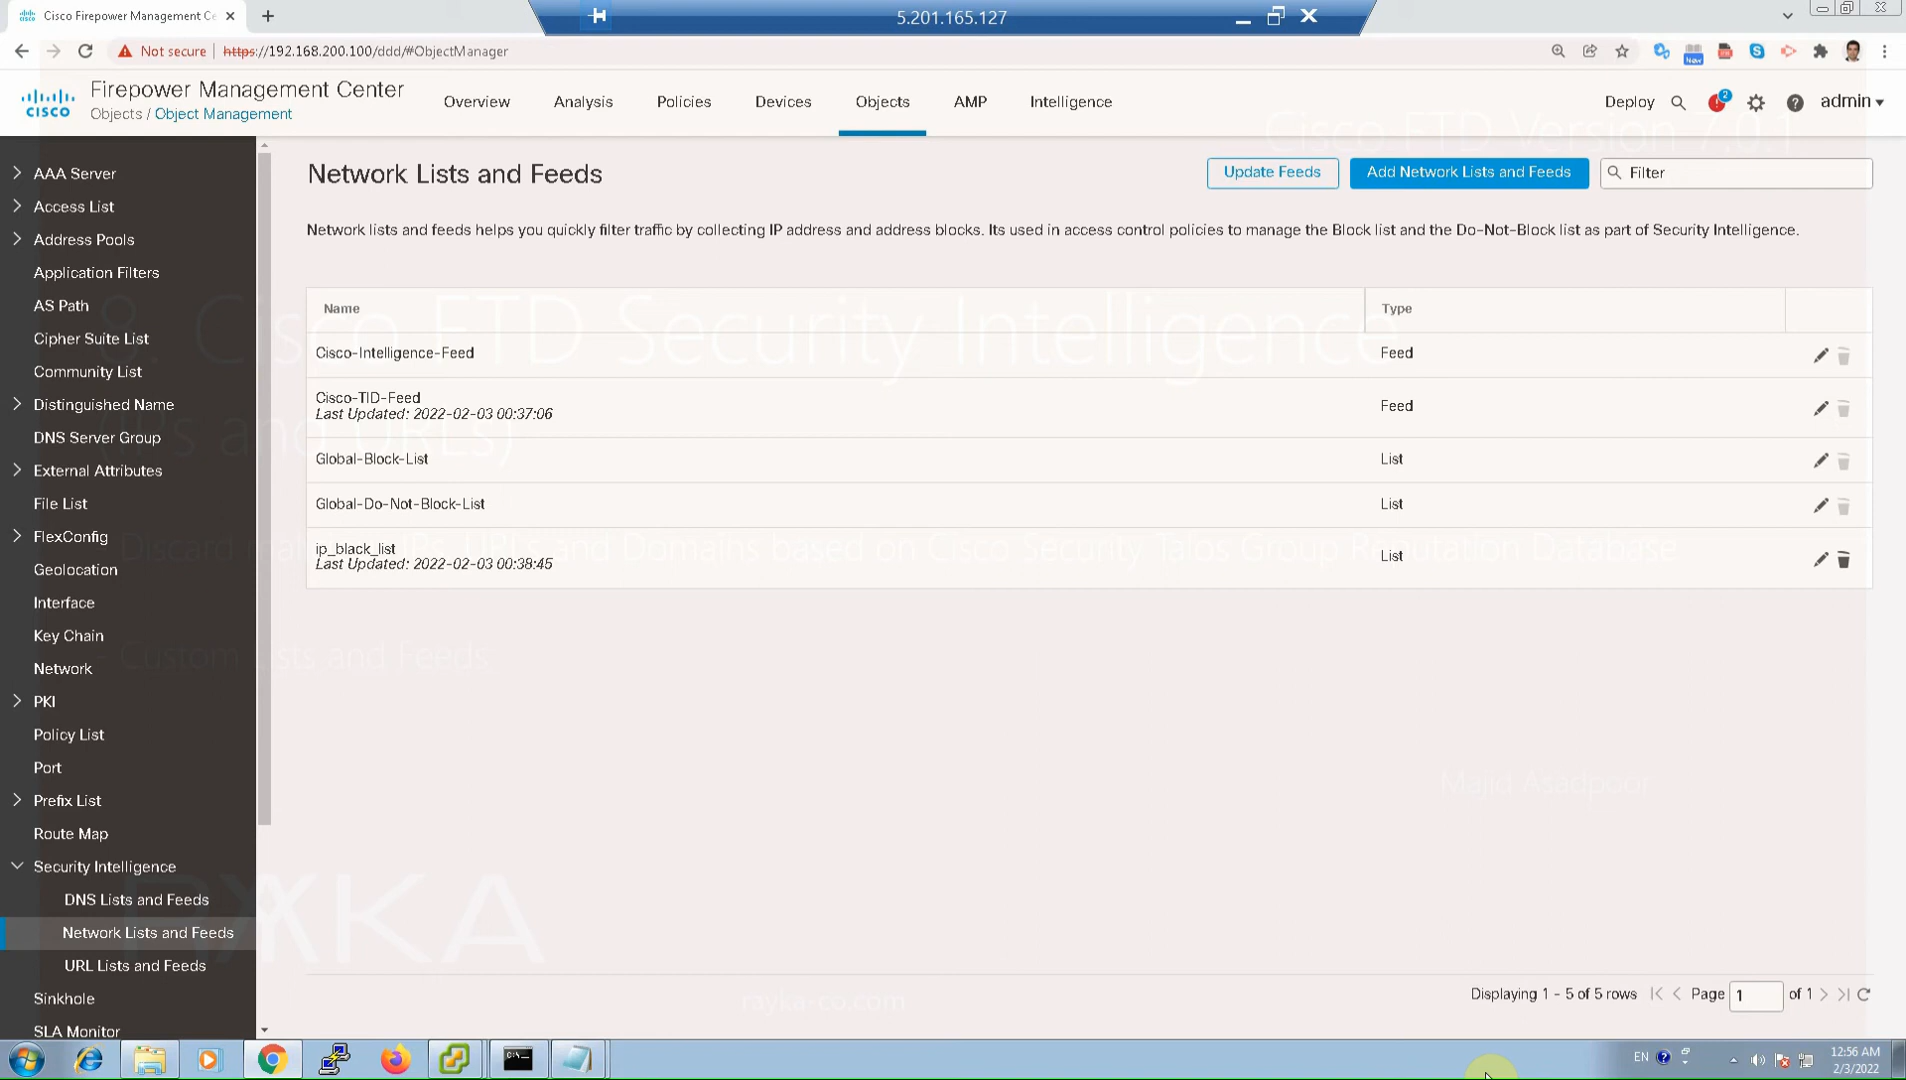 Cisco Firepower Management Ce
5.201.165.127
Not secure https://192.168.200.100/ddd/#ObjectManager
New
CISCO
Firepower Management Center
Objects / Object Management
Overview
Analysis
Policies
Devices
Objects
AMP
Intelligence
Deploy
2
admin
Cisco FTD Version 7.0.1
AAA Server
Access List
Address Pools
Application Filters
AS Path
Cipher Suite List
Community List
Distinguished Name
DNS Server Group
External Attributes
File List
FlexConfig
Geolocation
Interface
Key Chain
Network
PKI
Policy List
Port
Prefix List
Route Map
Security Intelligence
DNS Lists and Feeds
Network Lists and Feeds
URL Lists and Feeds
Sinkhole
SLA Monitor
Network Lists and Feeds
Update Feeds
Add Network Lists and Feeds
Filter
Network lists and feeds helps you quickly filter traffic by collecting IP address and address blocks. Its used in access control policies to manage the Block list and the Do-Not-Block list as part of Security Intelligence.
Name Type
Cisco-Intelligence-Feed Feed
Cisco-TID-Feed Feed
Last Updated: 2022-02-03 00:37:06
Global-Block-List List
Global-Do-Not-Block-List List
ip_black_list List
Last Updated: 2022-02-03 00:38:45
8. Cisco FTD Security Intelligence
(IPs and URLs)
Discard malicious IPs, URLs and Domains based on Cisco Security Talos Group Reputation Database
- Custom Lists and Feeds
Majid Asadpoor
RAYKA
rayka-co.com
Displaying 1 - 5 of 5 rows
Page 1 of 1
EN
12:56 AM
2/3/2022